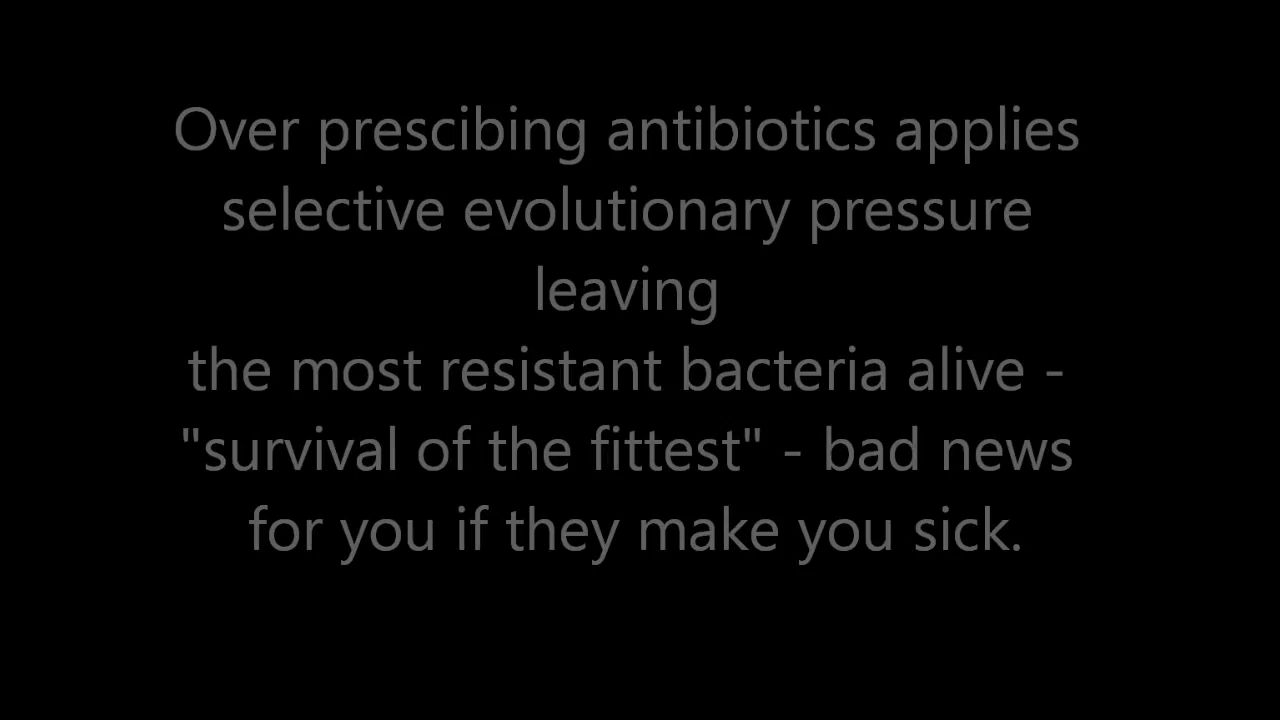 Over prescibing antibiotics applies
selective evolutionary pressure
leaving
the most resistant bacteria alive -
"survival of the fittest" - bad news
for you if they make you sick.